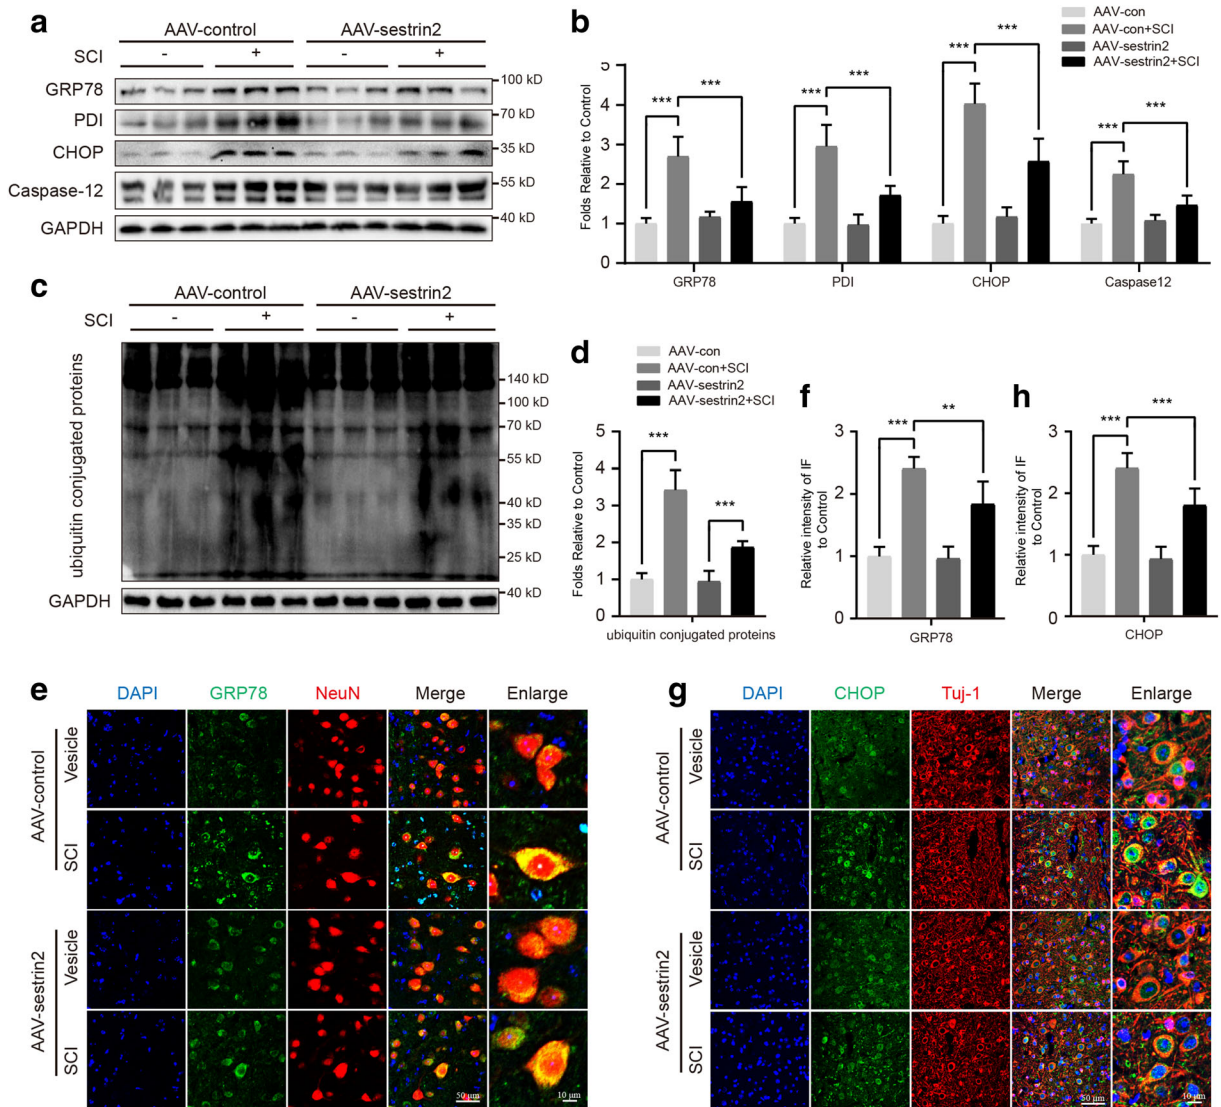 a
AAV-control AAV-sestrin2
SCI - + - +
GRP78
PDI
CHOP
Caspase-12
GAPDH
100 kD
70 kD
35 kD
55 kD
40 kD
b
AAV-con
AAV-con+SCI
AAV-sestrin2
AAV-sestrin2+SCI
Folds Relative to Control
5
4
3
2
1
0
*** *** *** *** *** *** *** ***
GRP78 PDI CHOP Caspase12
c
AAV-control AAV-sestrin2
SCI - + - +
ubiquitin conjugated proteins
140 kD
100 kD
70 kD
55 kD
40 kD
35 kD
25 kD
GAPDH
40 kD
d
AAV-con
AAV-con+SCI
AAV-sestrin2
AAV-sestrin2+SCI
Folds Relative to Control
5
4
3
2
1
0
*** ***
ubiquitin conjugated proteins
f
Relative intensity of IF
to Control
3
2
1
0
*** **
GRP78
h
Relative intensity of IF
to Control
3
2
1
0
*** ***
CHOP
e
DAPI GRP78 NeuN Merge Enlarge
AAV-control
Vesicle
SCI
AAV-sestrin2
Vesicle
SCI
50 μm 10 μm
g
DAPI CHOP Tuj-1 Merge Enlarge
AAV-control
Vesicle
SCI
AAV-sestrin2
Vesicle
SCI
50 μm 10 μm